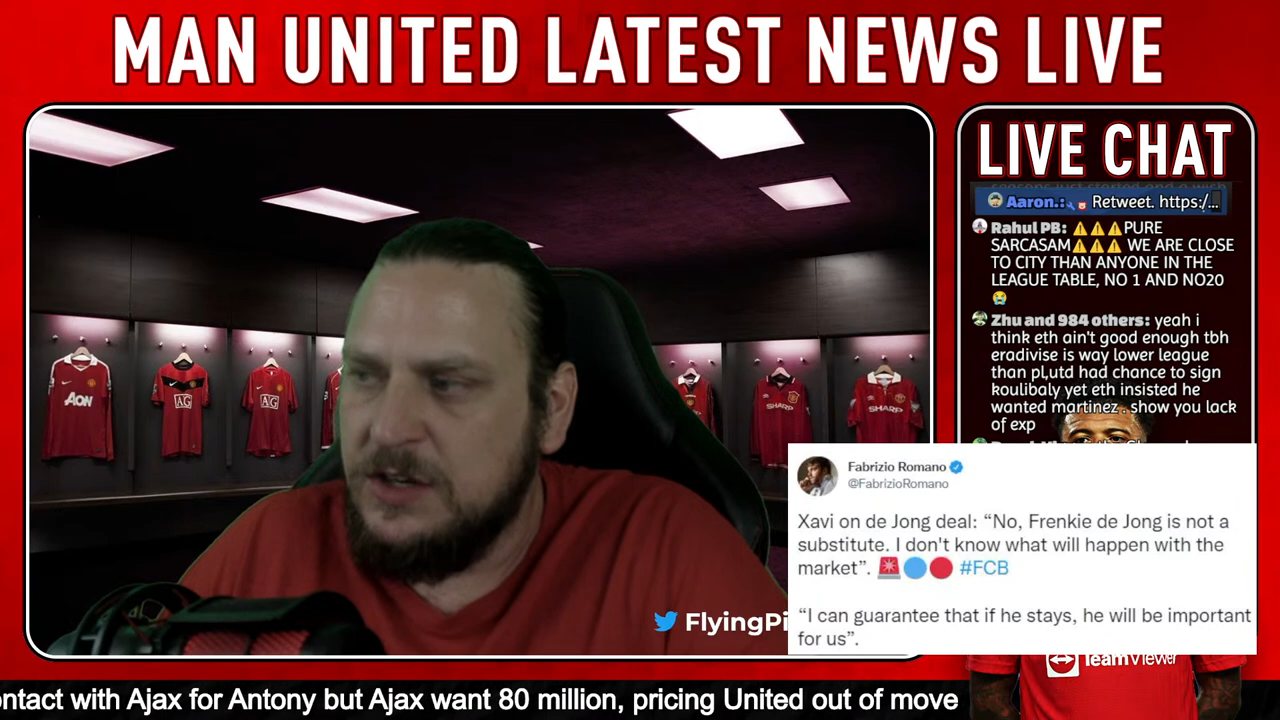 MAN UNITED LATEST NEWS LIVE
LIVE CHAT
Aaron.: Retweet. https:/...
Rahul PB: ⚠️⚠️⚠️PURE
SARCASAM⚠️⚠️⚠️ WE ARE CLOSE
TO CITY THAN ANYONE IN THE
LEAGUE TABLE, NO 1 AND NO20
😭
Zhu and 984 others: yeah i
think eth ain't good enough tbh
eradivise is way lower league
than pl,utd had chance to sign
koulibaly yet eth insisted he
wanted martinez . show you lack
of exp
AON
AG
AG
SHARP
SHARP
Fabrizio Romano
@FabrizioRomano
Xavi on de Jong deal: “No, Frenkie de Jong is not a
substitute. I don't know what will happen with the
market”. 🚨🔵🔴 #FCB
“I can guarantee that if he stays, he will be important
for us”.
FlyingPi
TeamViewer
ontact with Ajax for Antony but Ajax want 80 million, pricing United out of move